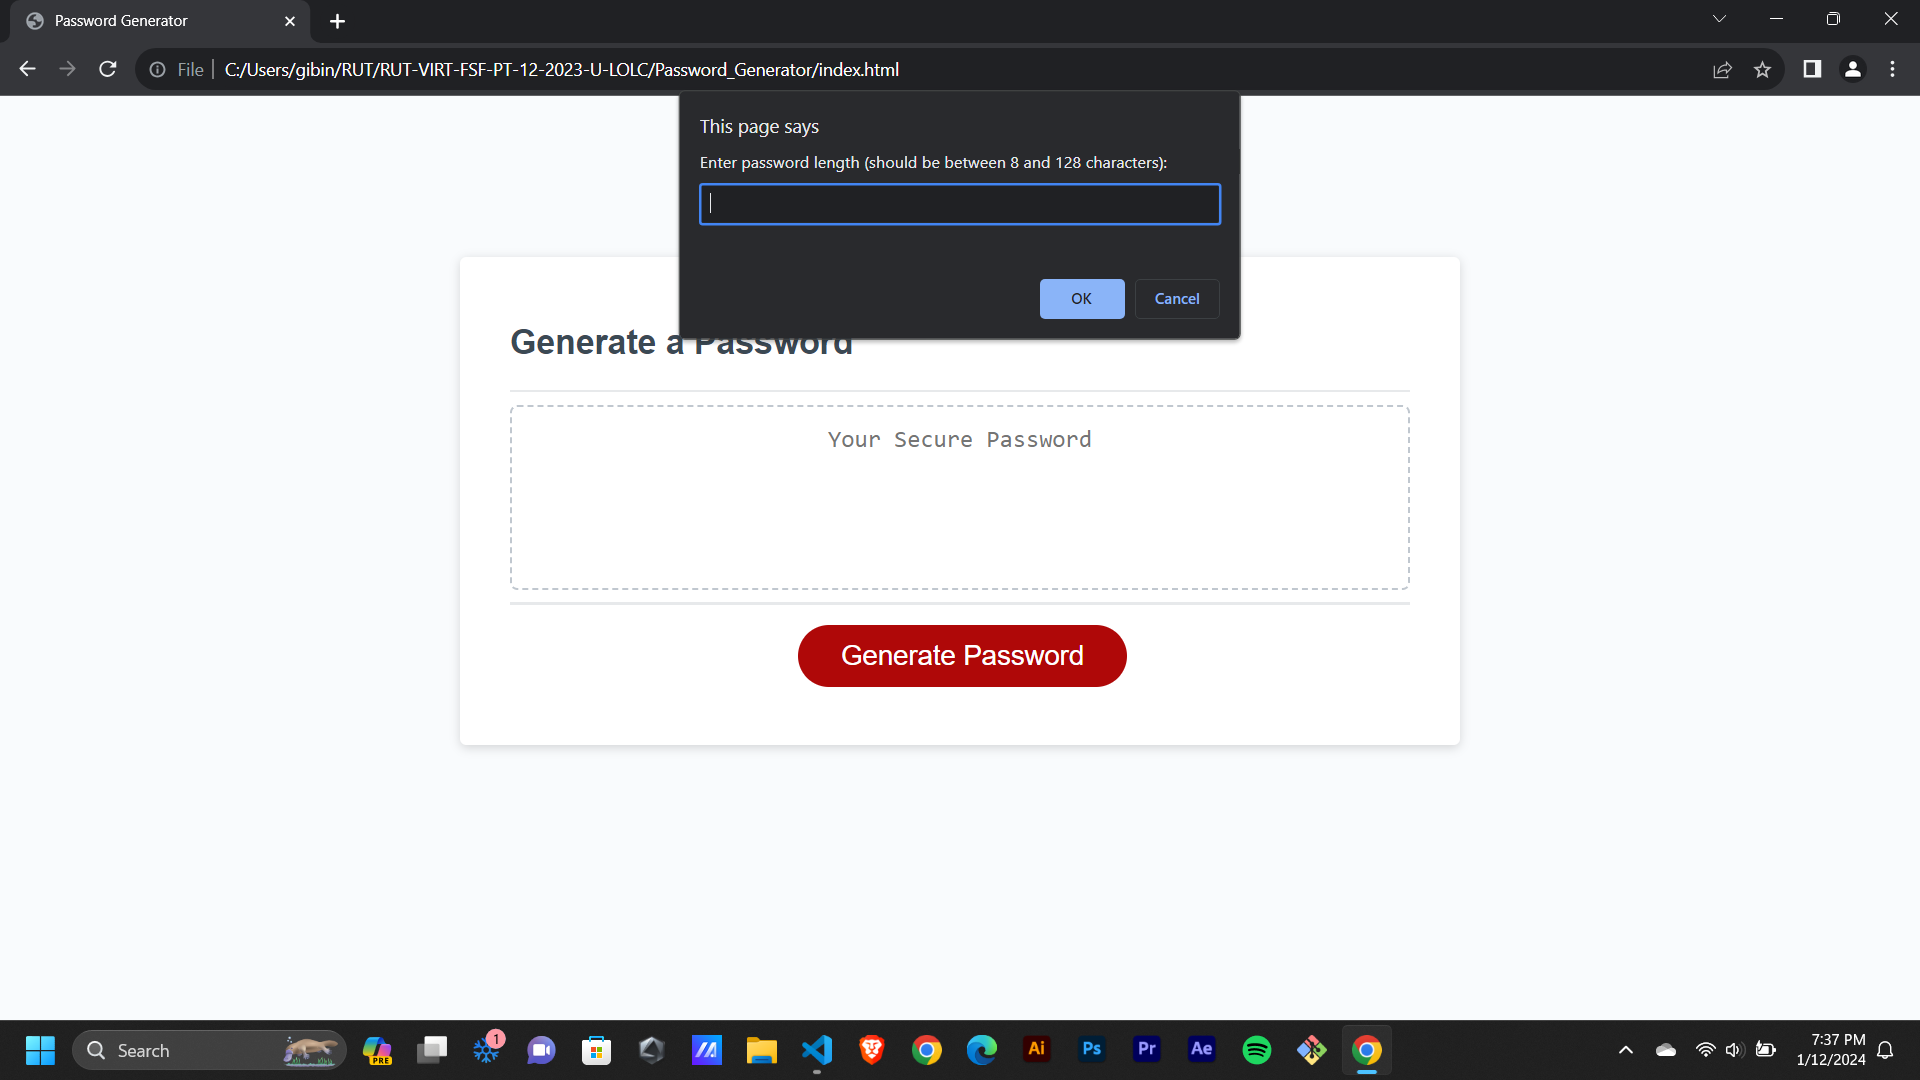 Password Generator
File
C:/Users/gibin/RUT/RUT-VIRT-FSF-PT-12-2023-U-LOLC/Password_Generator/index.html
This page says
Enter password length (should be between 8 and 128 characters):
OK
Cancel
Generate a Password
Your Secure Password
Generate Password
Search
PRE
1
Ai
Ps
Pr
Ae
7:37 PM
1/12/2024